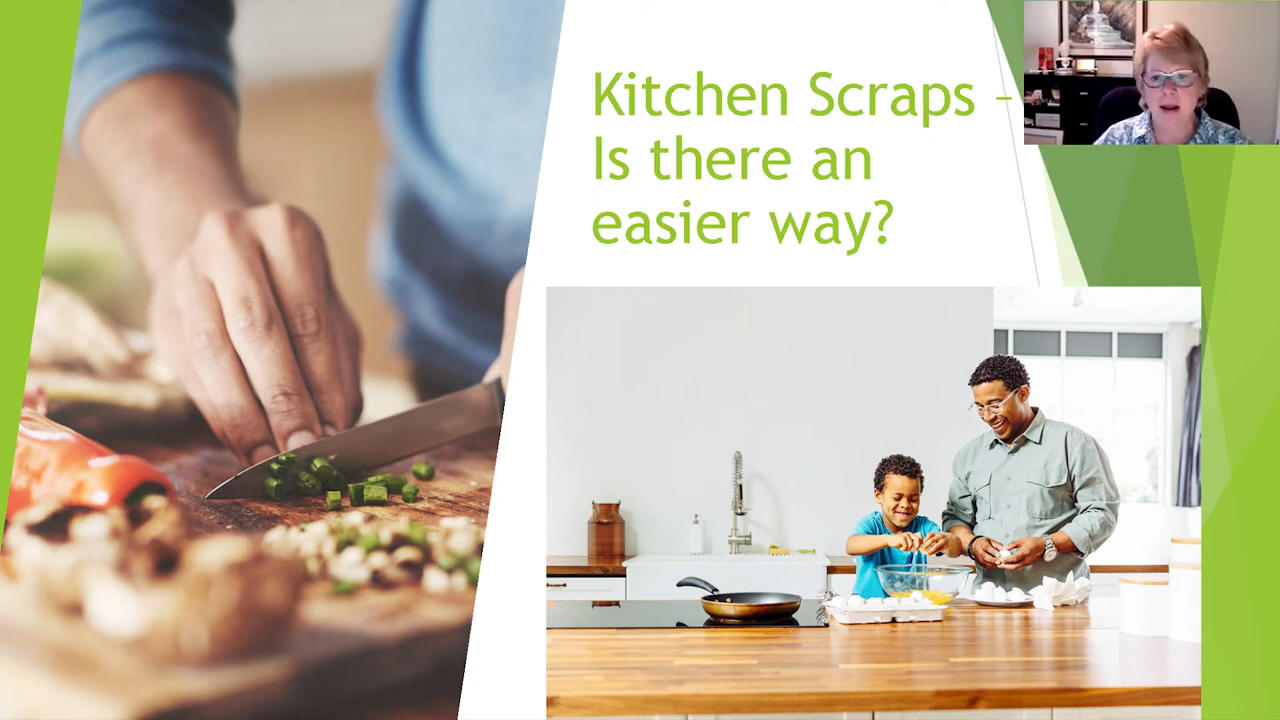 Kitchen Scraps –
Is there an
easier way?